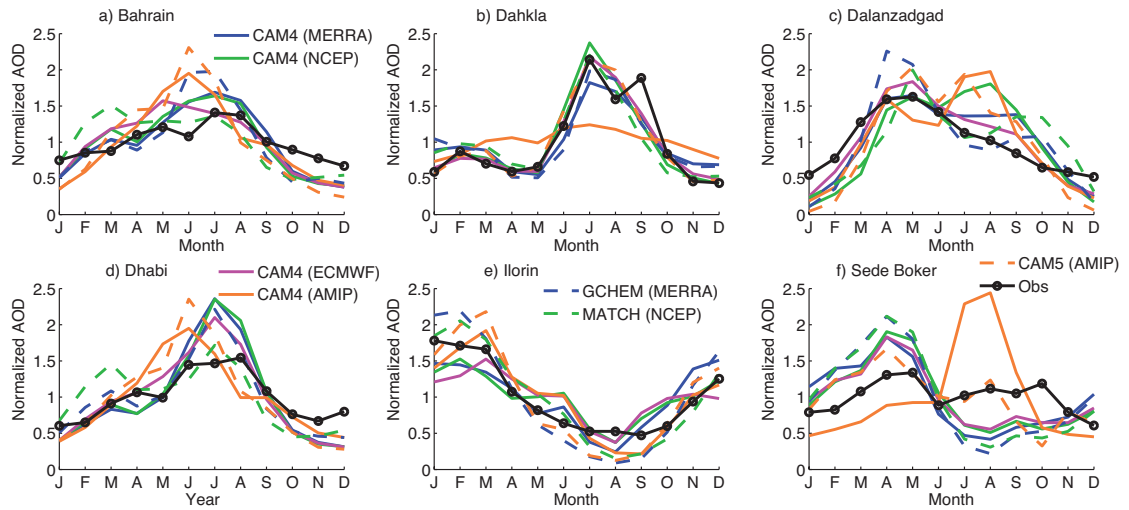 a) Bahrain
b) Dahkla
c) Dalanzadgad
Normalized AOD
2.5
2
1.5
1
0.5
0
CAM4 (MERRA)
CAM4 (NCEP)
J F M A M J J A S O N D
Month
Normalized AOD
2.5
2
1.5
1
0.5
0
J F M A M J J A S O N D
Month
Normalized AOD
2.5
2
1.5
1
0.5
0
J F M A M J J A S O N D
Month
d) Dhabi
CAM4 (ECMWF)
CAM4 (AMIP)
Normalized AOD
2.5
2
1.5
1
0.5
0
J F M A M J J A S O N D
Year
e) Ilorin
GCHEM (MERRA)
MATCH (NCEP)
Normalized AOD
2.5
2
1.5
1
0.5
0
J F M A M J J A S O N D
Month
f) Sede Boker
CAM5 (AMIP)
Obs
Normalized AOD
2.5
2
1.5
1
0.5
0
J F M A M J J A S O N D
Month